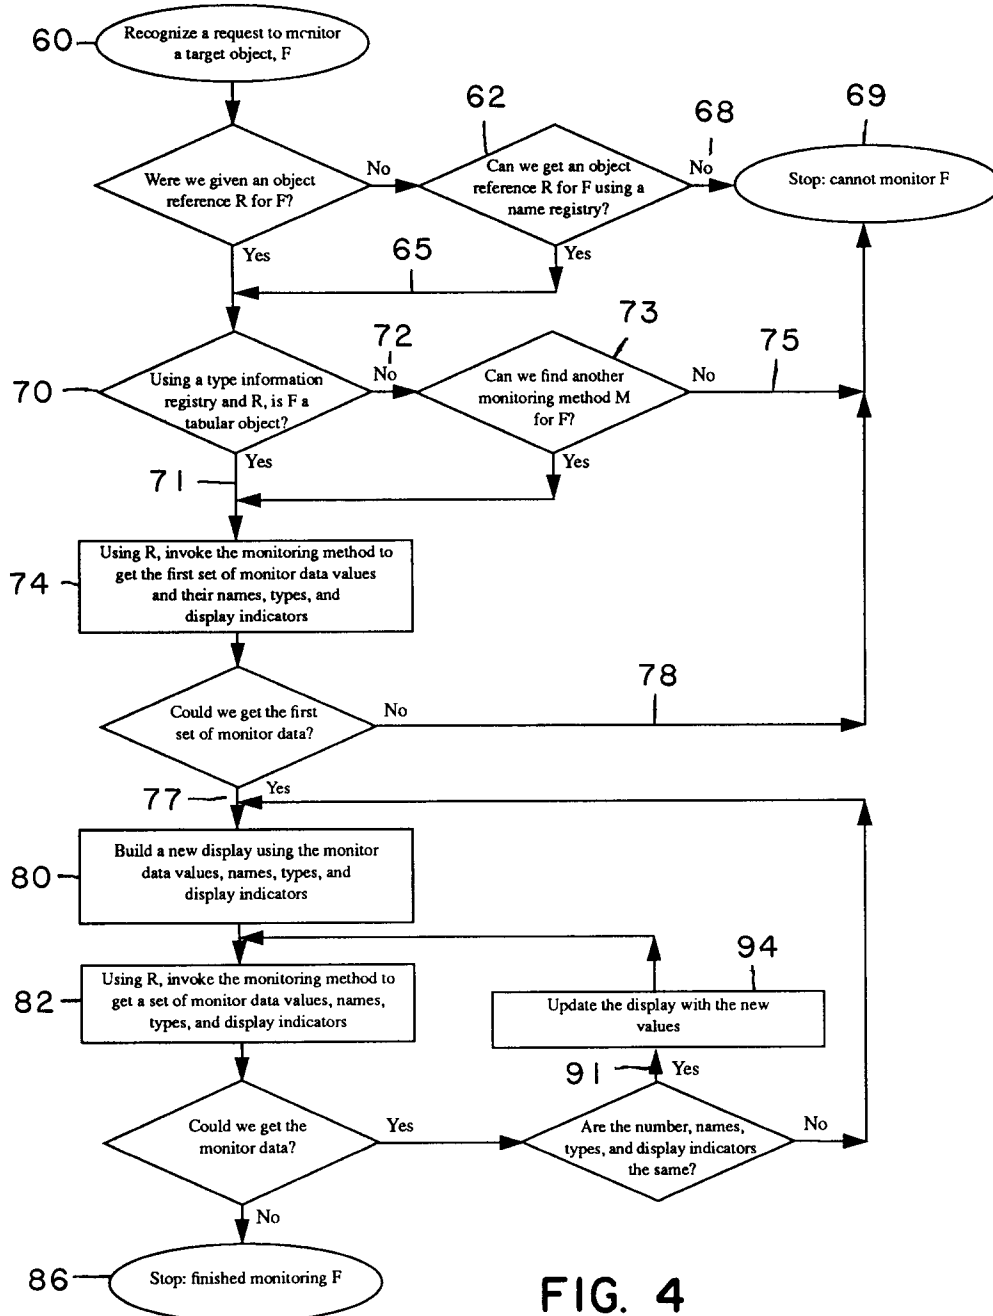 60
Recognize a request to monitor
a target object, F
62
68
69
Were we given an object
reference R for F?
No
Can we get an object
reference R for F using a
name registry?
No
Stop: cannot monitor F
Yes
65
Yes
70
Using a type information
registry and R, is F a
tabular object?
72
No
73
Can we find another
monitoring method M
for F?
No
75
71
Yes
Yes
74
Using R, invoke the monitoring method to
get the first set of monitor data values
and their names, types, and
display indicators
Could we get the first
set of monitor data?
No
78
77
Yes
80
Build a new display using the monitor
data values, names, types, and
display indicators
82
Using R, invoke the monitoring method to
get a set of monitor data values, names,
types, and display indicators
94
Update the display with the new
values
91
Yes
Could we get the
monitor data?
Yes
Are the number, names,
types, and display indicators
the same?
No
No
86
Stop: finished monitoring F
FIG. 4